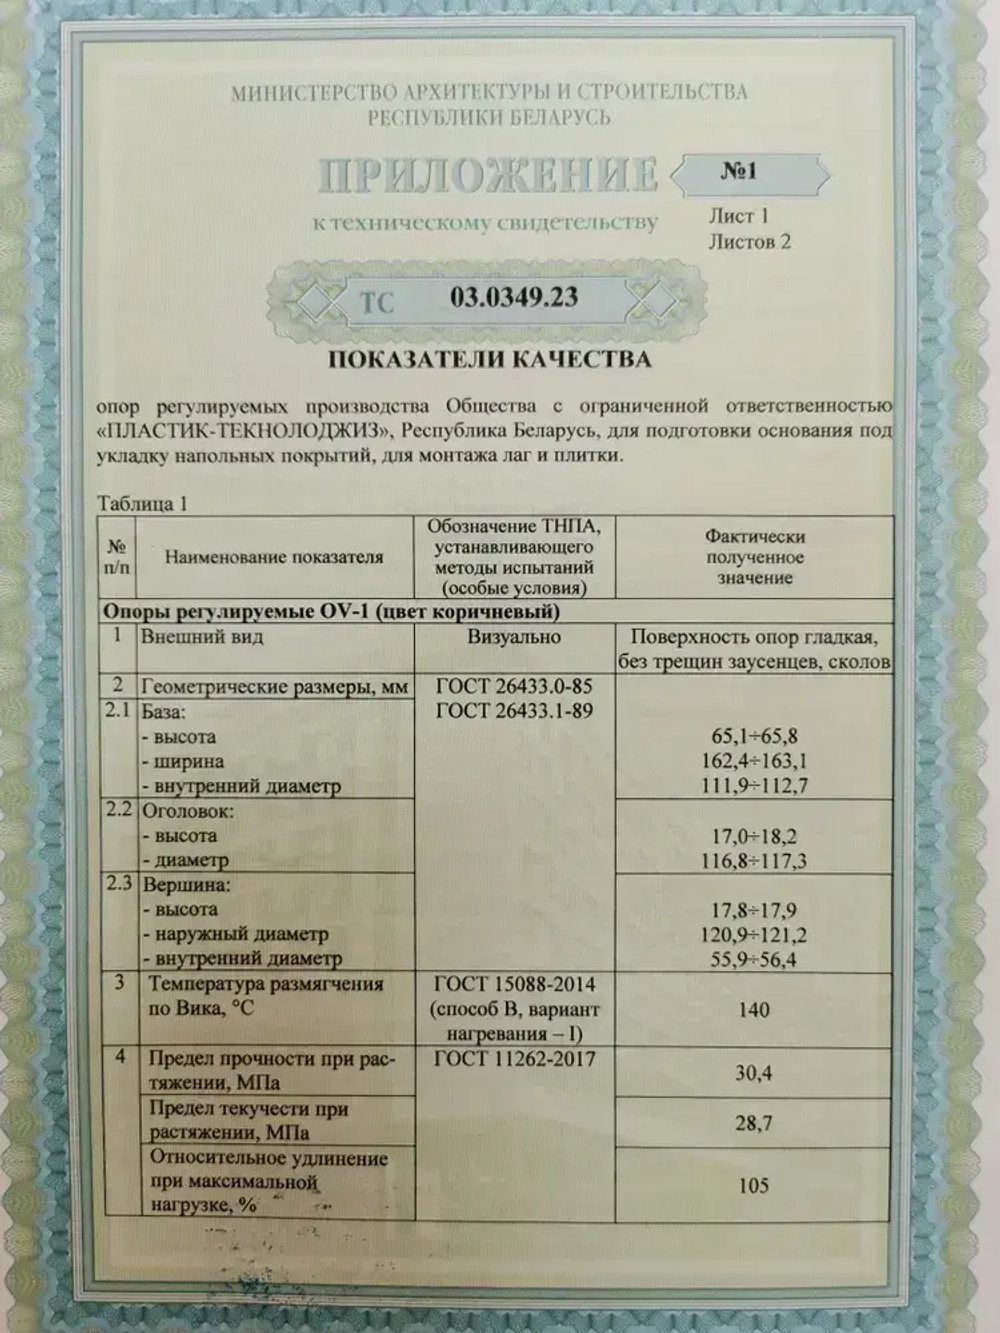 МИНИСТЕРСТВО АРХИТЕКТУРЫ И СТРОИТЕЛЬСТВА
РЕСПУБЛИКИ БЕЛАРУСЬ
ПРИЛОЖЕНИЕ №1
к техническому свидетельству
Лист 1
Листов 2
ТС 03.0349.23
ПОКАЗАТЕЛИ КАЧЕСТВА
опор регулируемых производства Общества с ограниченной ответственностью
«ПЛАСТИК-ТЕКНОЛОДЖИЗ», Республика Беларусь, для подготовки основания под
укладку напольных покрытий, для монтажа лаг и плитки.
Таблица 1
№ п/п
Наименование показателя
Обозначение ТНПА,
устанавливающего
методы испытаний
(особые условия)
Фактически
полученное
значение
Опоры регулируемые OV-1 (цвет коричневый)
1 Внешний вид Визуально Поверхность опор гладкая,
без трещин заусенцев, сколов
2 Геометрические размеры, мм ГОСТ 26433.0-85
2.1 База: ГОСТ 26433.1-89
- высота 65,1÷65,8
- ширина 162,4÷163,1
- внутренний диаметр 111,9÷112,7
2.2 Оголовок:
- высота 17,0÷18,2
- диаметр 116,8÷117,3
2.3 Вершина:
- высота 17,8÷17,9
- наружный диаметр 120,9÷121,2
- внутренний диаметр 55,9÷56,4
3 Температура размягчения ГОСТ 15088-2014
по Вика, °С (способ В, вариант 140
нагревания – I)
4 Предел прочности при рас- ГОСТ 11262-2017
тяжении, МПа 30,4
Предел текучести при
растяжении, МПа 28,7
Относительное удлинение
при максимальной 105
нагрузке, %